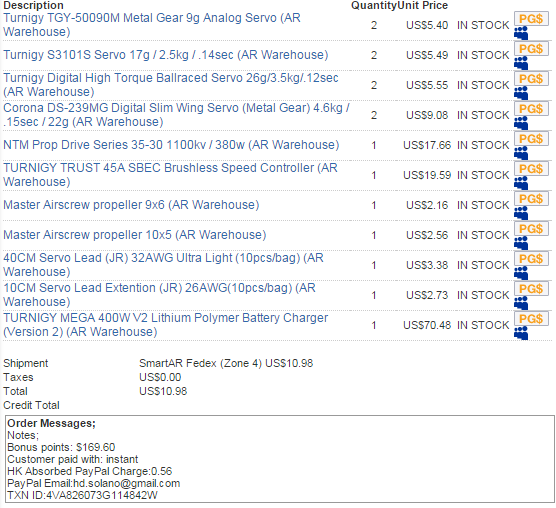 Description Quantity Unit Price
Turnigy TGY-50090M Metal Gear 9g Analog Servo (AR
Warehouse) 2 US$5.40 IN STOCK PG$
Turnigy S3101S Servo 17g / 2.5kg / .14sec (AR Warehouse) 2 US$5.49 IN STOCK PG$
Turnigy Digital High Torque Ballraced Servo 26g/3.5kg/.12sec
(AR Warehouse) 2 US$5.55 IN STOCK PG$
Corona DS-239MG Digital Slim Wing Servo (Metal Gear) 4.6kg /
.15sec / 22g (AR Warehouse) 2 US$9.08 IN STOCK PG$
NTM Prop Drive Series 35-30 1100kv / 380w (AR Warehouse) 1 US$17.66 IN STOCK PG$
TURNIGY TRUST 45A SBEC Brushless Speed Controller (AR
Warehouse) 1 US$19.59 IN STOCK PG$
Master Airscrew propeller 9x6 (AR Warehouse) 1 US$2.16 IN STOCK PG$
Master Airscrew propeller 10x5 (AR Warehouse) 1 US$2.56 IN STOCK PG$
40CM Servo Lead (JR) 32AWG Ultra Light (10pcs/bag) (AR
Warehouse) 1 US$3.38 IN STOCK PG$
10CM Servo Lead Extention (JR) 26AWG(10pcs/bag) (AR
Warehouse) 1 US$2.73 IN STOCK PG$
TURNIGY MEGA 400W V2 Lithium Polymer Battery Charger
(Version 2) (AR Warehouse) 1 US$70.48 IN STOCK PG$
Shipment SmartAR Fedex (Zone 4) US$10.98
Taxes US$0.00
Total US$10.98
Credit Total
Order Messages;
Notes;
Bonus points: $169.60
Customer paid with: instant
HK Absorbed PayPal Charge:0.56
PayPal Email:hd.solano@gmail.com
TXN ID:4VA826073G114842W